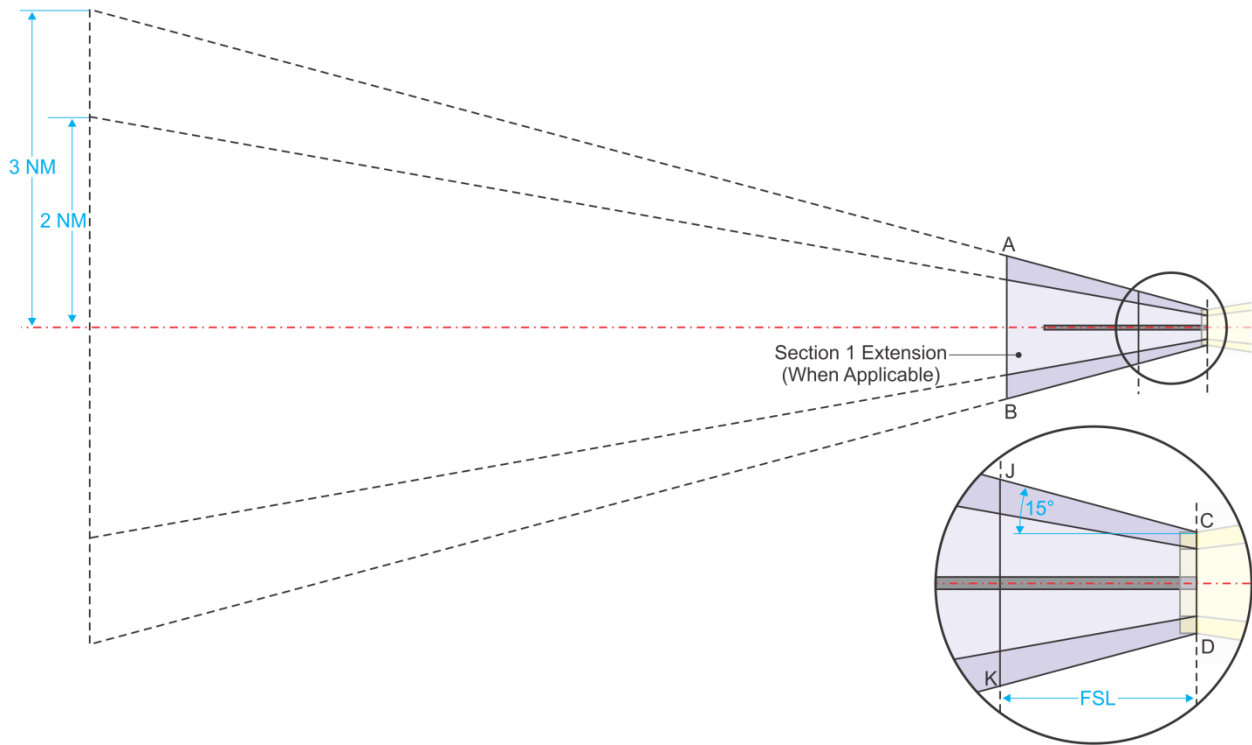 3 NM
2 NM
A
Section 1 Extension
(When Applicable)
B
J
15°
C
K
D
FSL